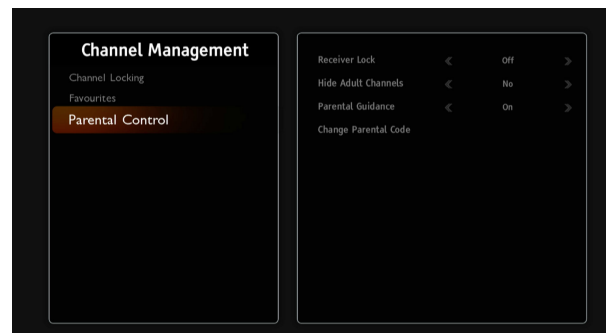 Channel Management
Channel Locking
Favourites
Parental Control
Receiver Lock Off
Hide Adult Channels No
Parental Guidance On
Change Parental Code